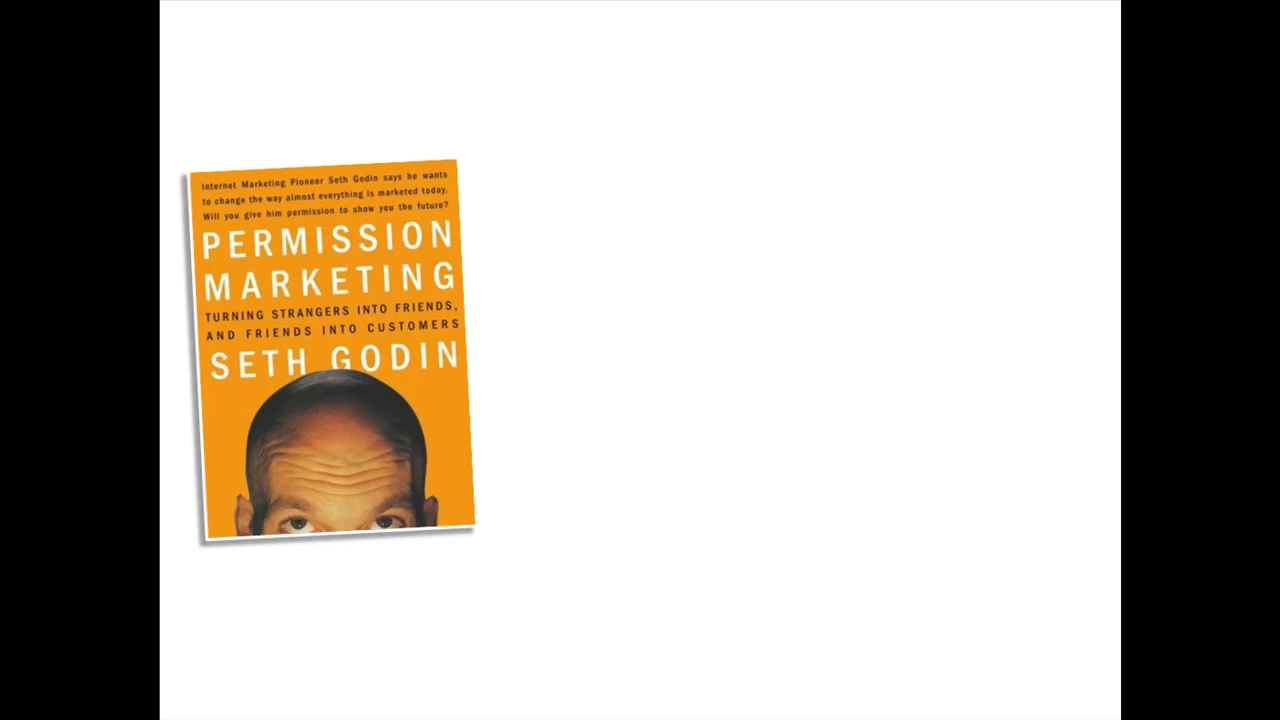 Internet Marketing Pioneer Seth Godin says he wants
to change the way almost everything is marketed today.
Will you give him permission to show you the future?
PERMISSION
MARKETING
TURNING STRANGERS INTO FRIENDS,
AND FRIENDS INTO CUSTOMERS
SETH GODIN